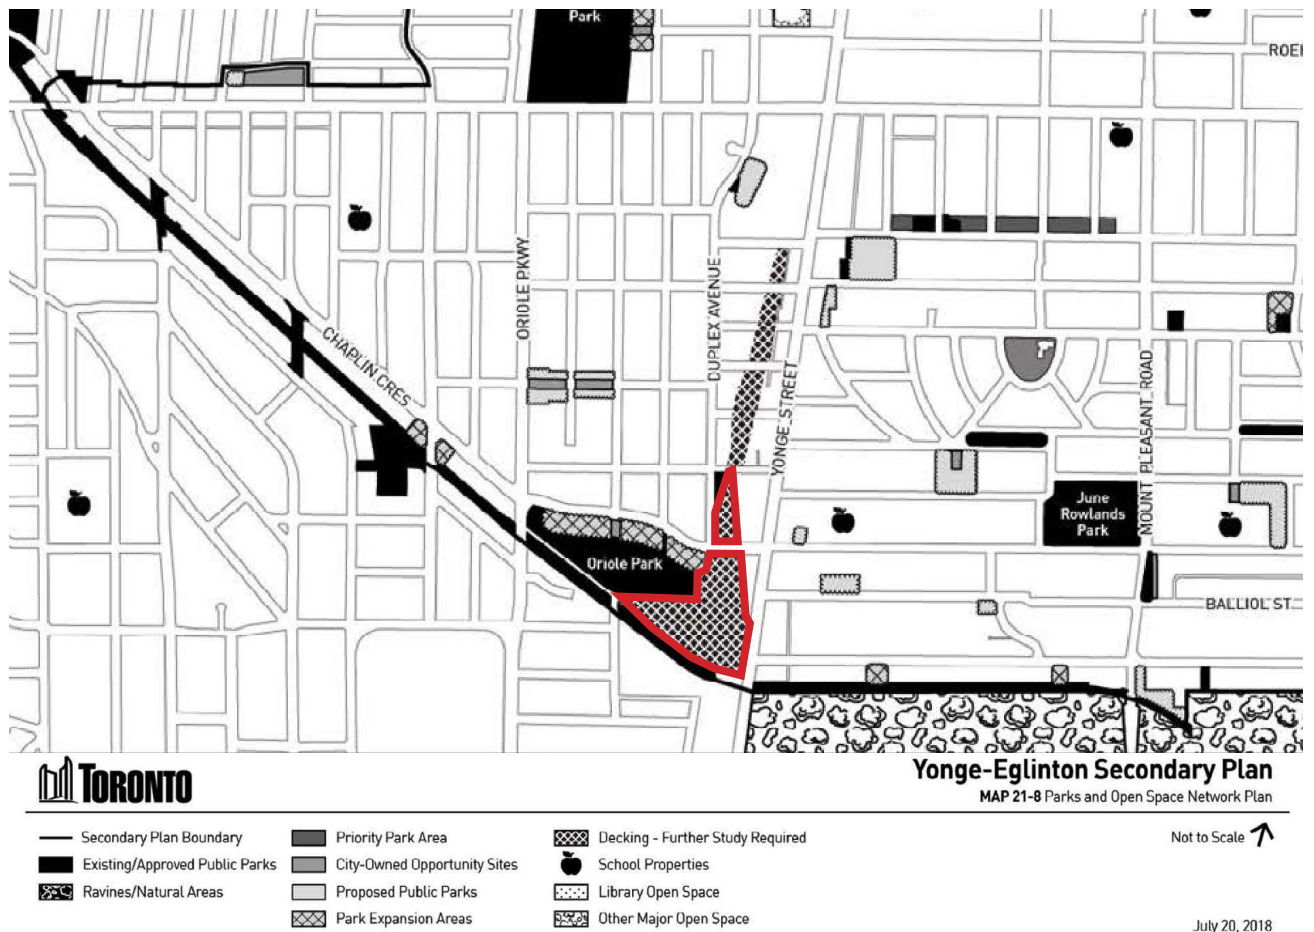 Park
ROEI
ORIOLE PKWY
DUPLEX AVENUE
CHAPLIN CRES
YONGE STREET
MOUNT PLEASANT ROAD
June
Rowlands
Park
Oriole Park
BALLIOL ST
TORONTO
Yonge-Eglinton Secondary Plan
MAP 21-8 Parks and Open Space Network Plan
Secondary Plan Boundary
Existing/Approved Public Parks
Ravines/Natural Areas
Priority Park Area
City-Owned Opportunity Sites
Proposed Public Parks
Park Expansion Areas
Decking - Further Study Required
School Properties
Library Open Space
Other Major Open Space
Not to Scale
July 20, 2018